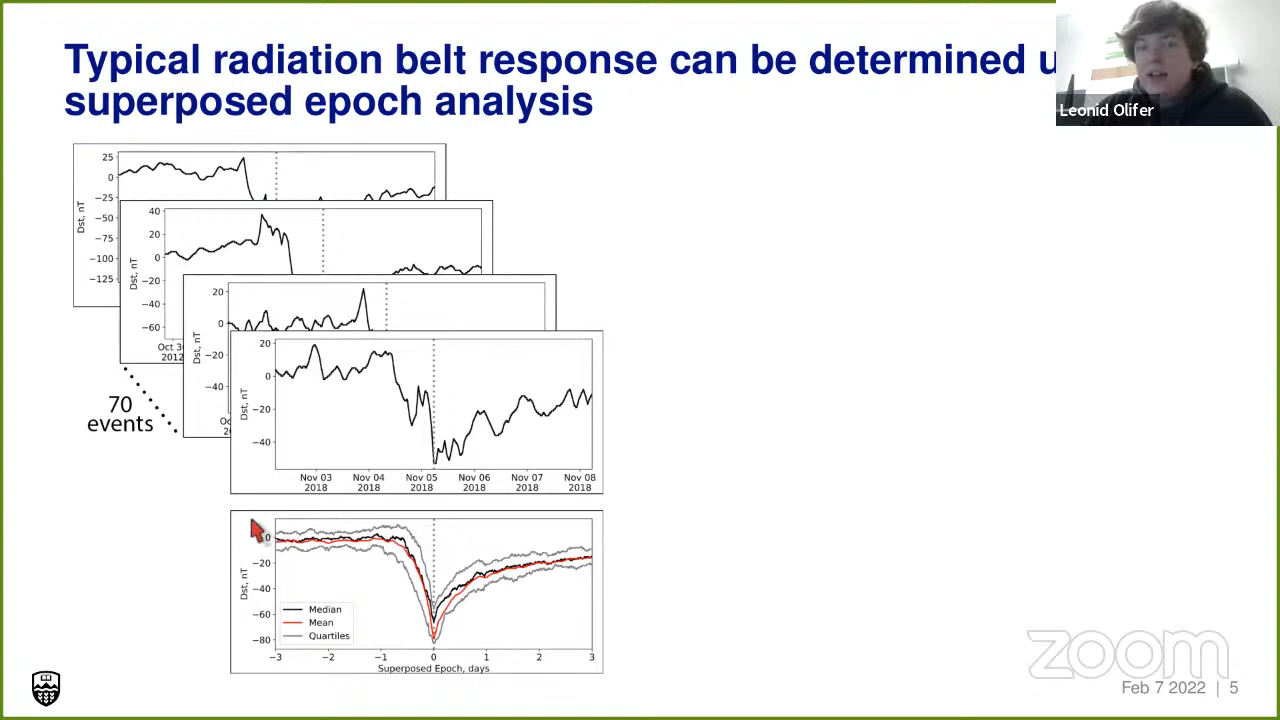 Typical radiation belt response can be determined u
superposed epoch analysis
Leonid Olifer
25
0
−25
−50
−75
−100
−125
Dst, nT
40
20
0
−20
−40
−60
Dst, nT
Oct 3
2012
20
0
−20
−40
Dst, nT
20
0
−20
−40
Dst, nT
Nov 03 Nov 04 Nov 05 Nov 06 Nov 07 Nov 08
2018 2018 2018 2018 2018 2018
70
events
0
−20
−40
−60
−80
Dst, nT
Median
Mean
Quartiles
−3 −2 −1 0 1 2 3
Superposed Epoch, days
zoom
Feb 7 2022 | 5